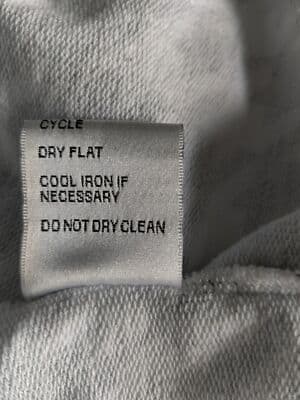 CYCLE
DRY FLAT
COOL IRON IF
NECESSARY
DO NOT DRY CLEAN